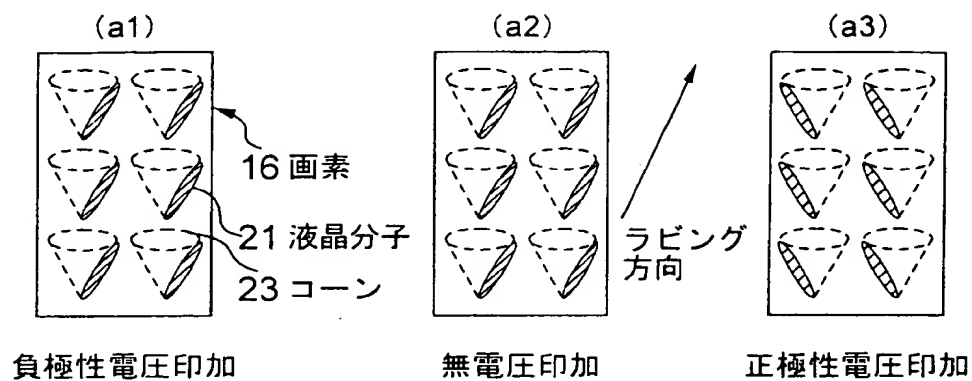 (a1)
(a2)
(a3)
16 画素
21 液晶分子
23 コーン
ラビング
方向
負極性電圧印加
無電圧印加
正極性電圧印加